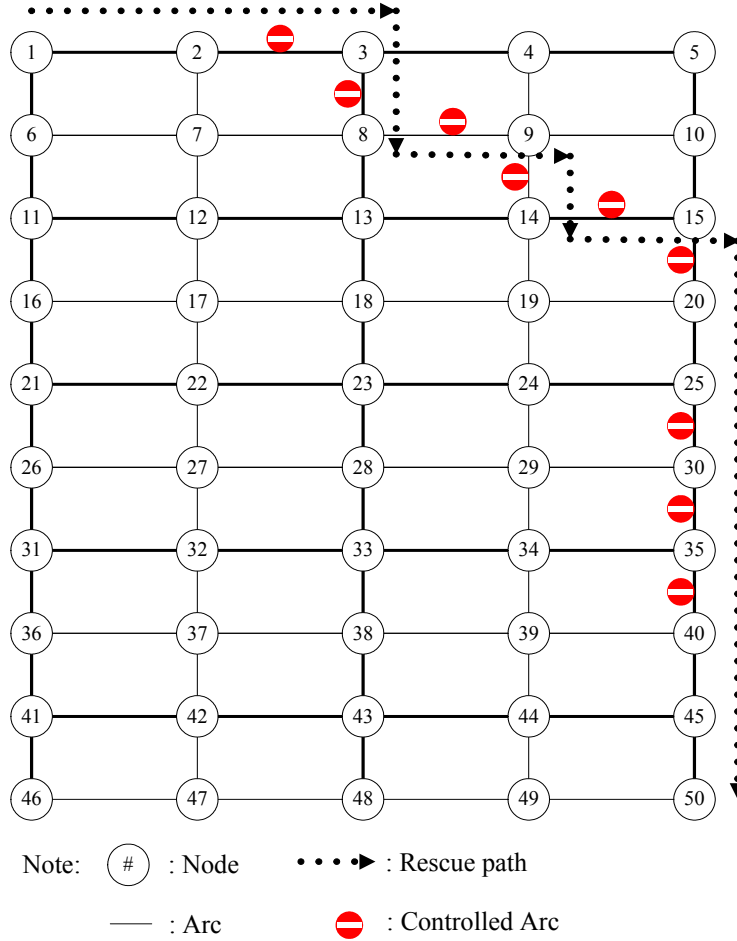 1 2 3 4 5
6 7 8 9 10
11 12 13 14 15
16 17 18 19 20
21 22 23 24 25
26 27 28 29 30
31 32 33 34 35
36 37 38 39 40
41 42 43 44 45
46 47 48 49 50
Note: # : Node : Rescue path
: Arc : Controlled Arc